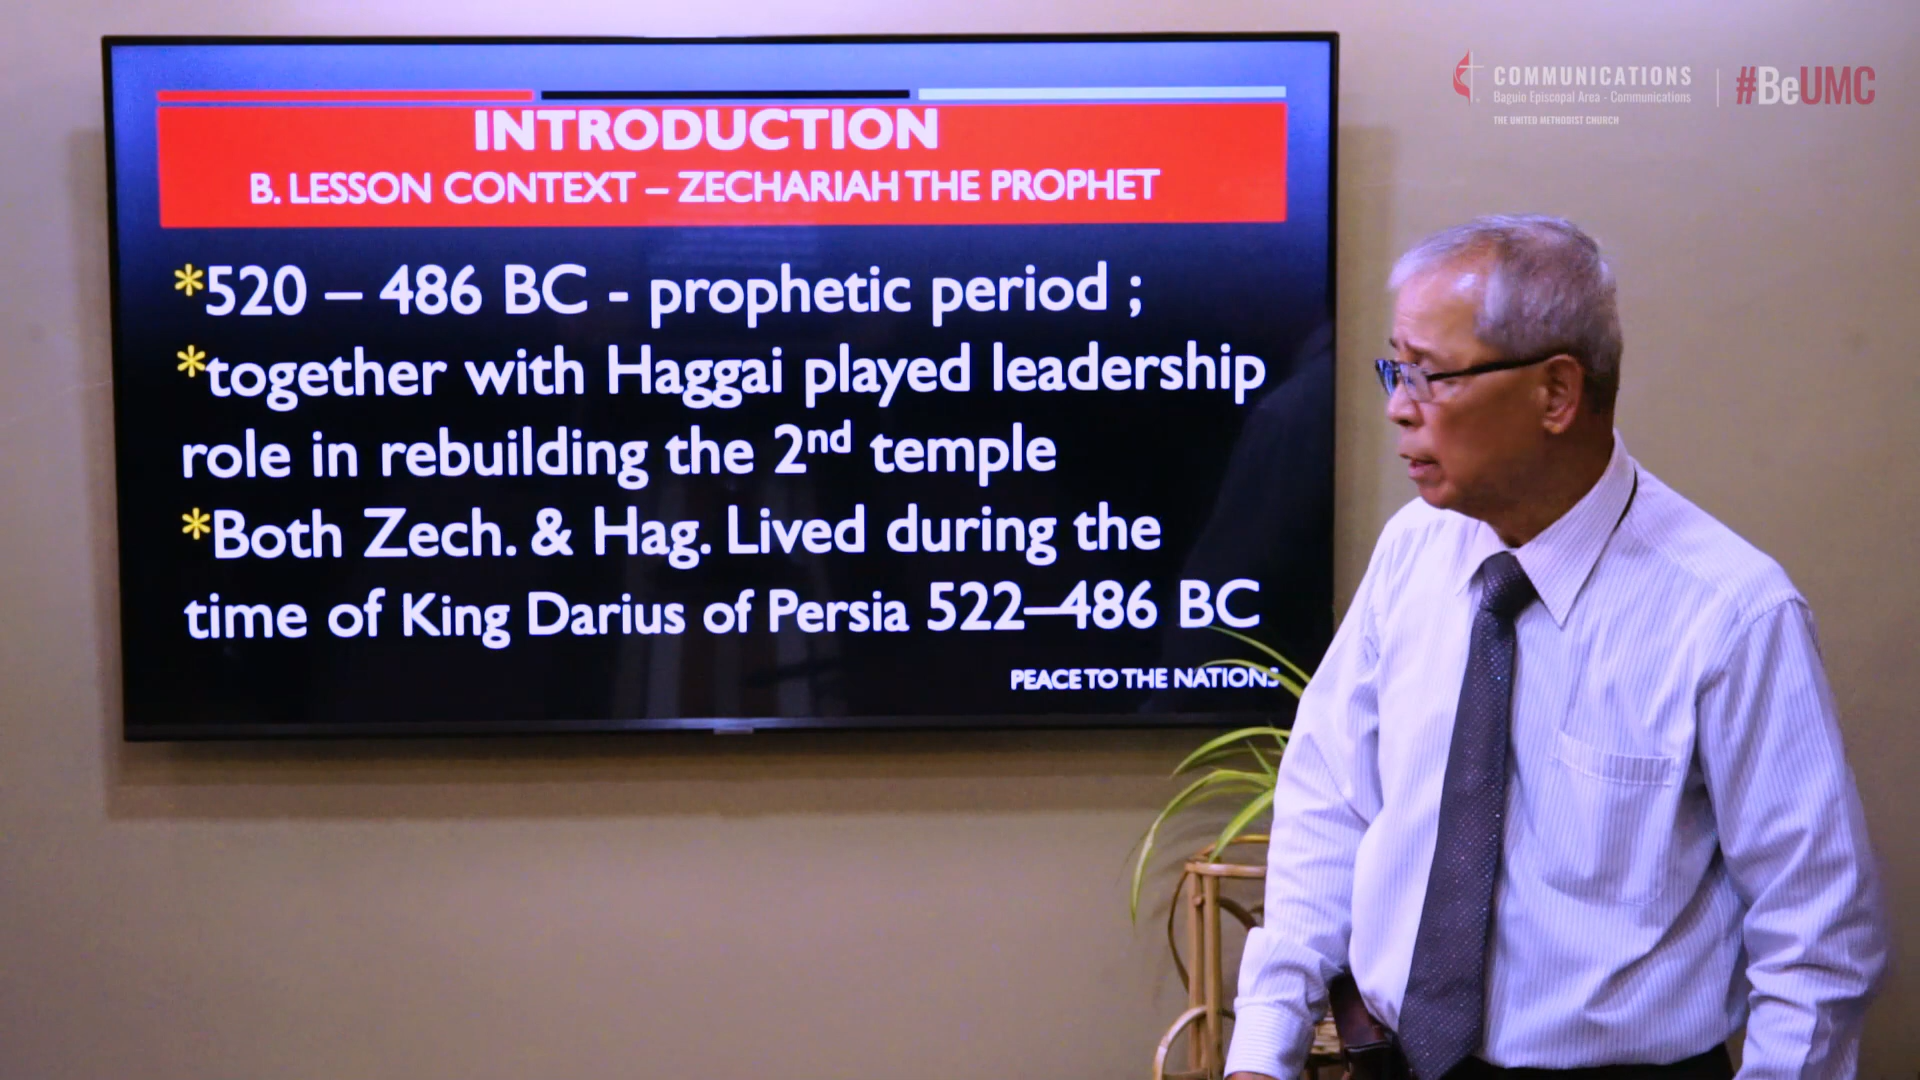 INTRODUCTION
B. LESSON CONTEXT – ZECHARIAH THE PROPHET
*520 – 486 BC - prophetic period ;
*together with Haggai played leadership
role in rebuilding the 2nd temple
*Both Zech. & Hag. Lived during the
time of King Darius of Persia 522–486 BC
PEACE TO THE NATIONS
COMMUNICATIONS
Baguio Episcopal Area - Communications
THE UNITED METHODIST CHURCH
#BeUMC